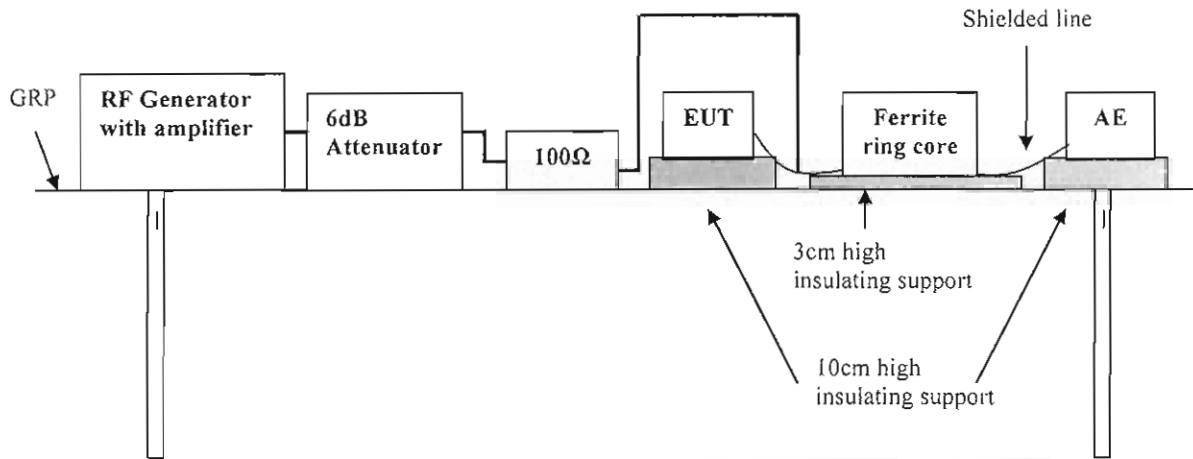 Shielded line
GRP
RF Generator
with amplifier
6dB
Attenuator
100Ω
EUT
Ferrite
ring core
AE
3cm high
insulating support
10cm high
insulating support